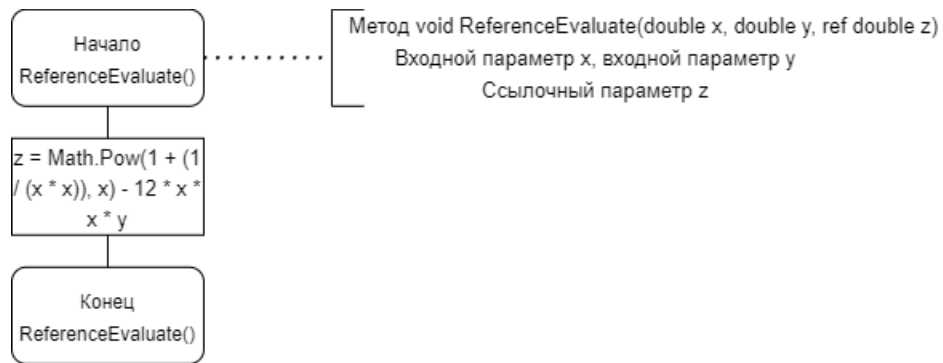 Начало
ReferenceEvaluate()
Метод void ReferenceEvaluate(double x, double y, ref double z)
Входной параметр x, входной параметр y
Ссылочный параметр z
z = Math.Pow(1 + (1
/ (x * x)), x) - 12 * x *
x * y
Конец
ReferenceEvaluate()